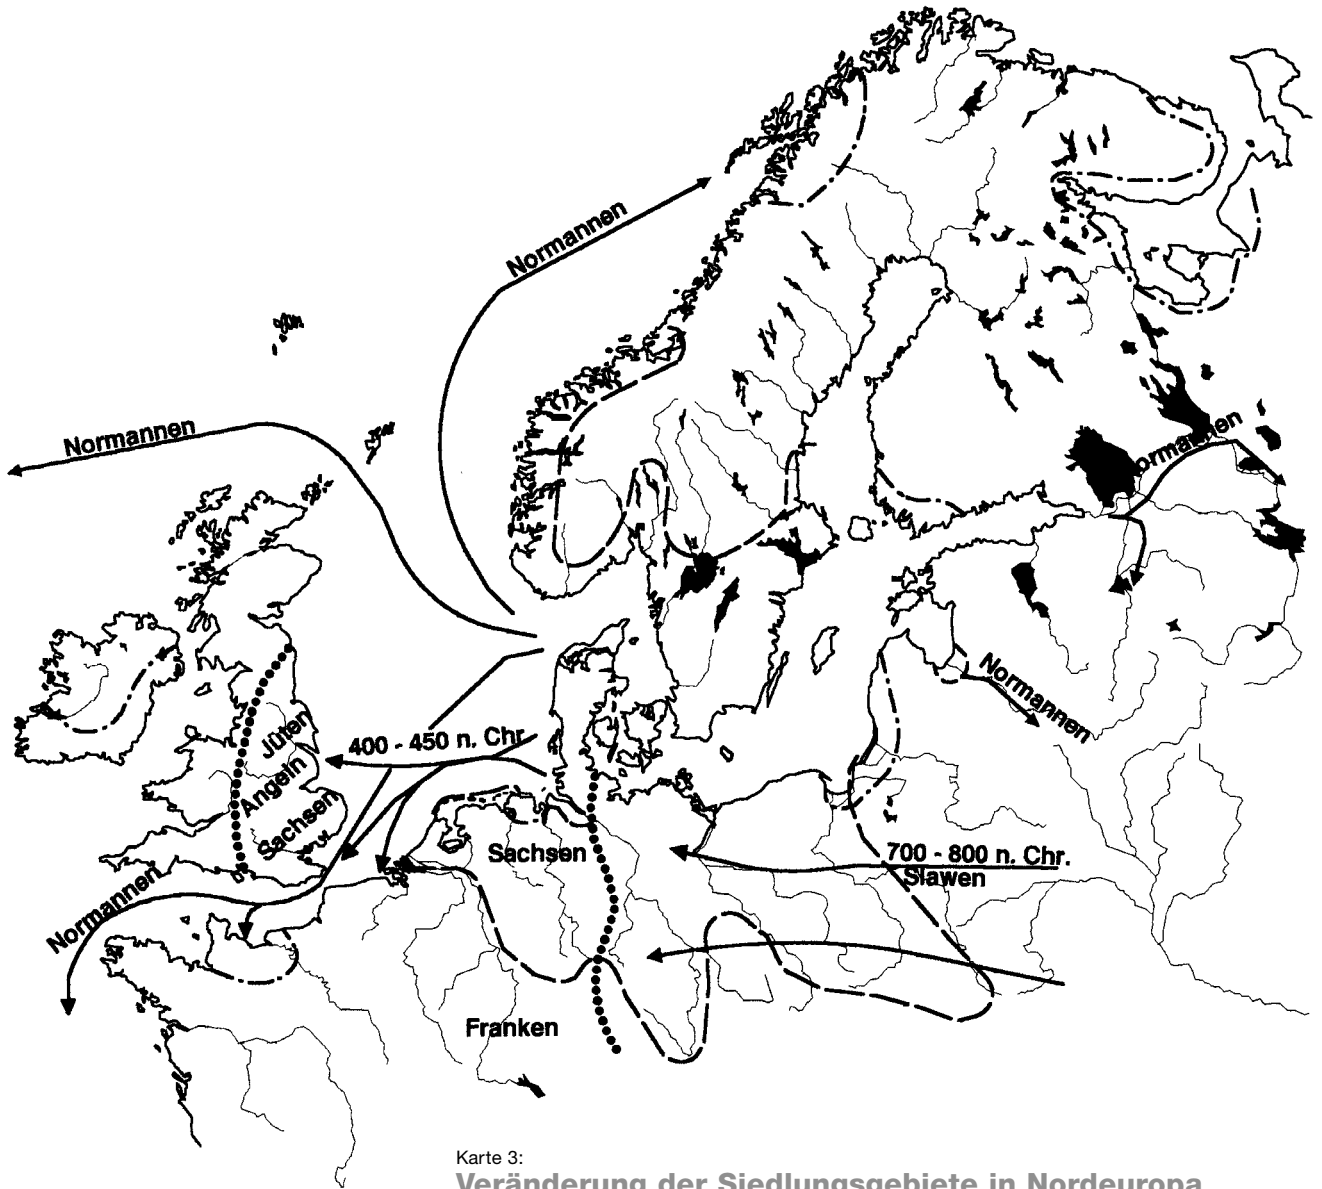 Normannen
Normannen
Normannen
Normannen
400 - 450 n. Chr
Jüten
Angeln
Sachsen
Sachsen
700 - 800 n. Chr.
Slawen
Normannen
Franken
Karte 3:
Veränderung der Siedlungsgebiete in Nordeuropa